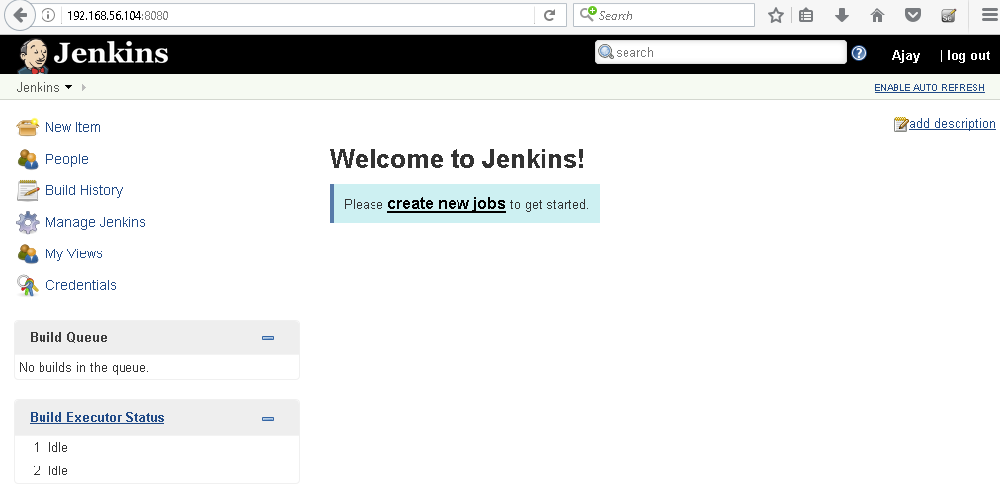 192.168.56.104:8080
Search
Jenkins
search
Ajay
| log out
Jenkins
ENABLE AUTO REFRESH
New Item
People
Build History
Manage Jenkins
My Views
Credentials
add description
Welcome to Jenkins!
Please create new jobs to get started.
Build Queue
No builds in the queue.
Build Executor Status
1 Idle
2 Idle